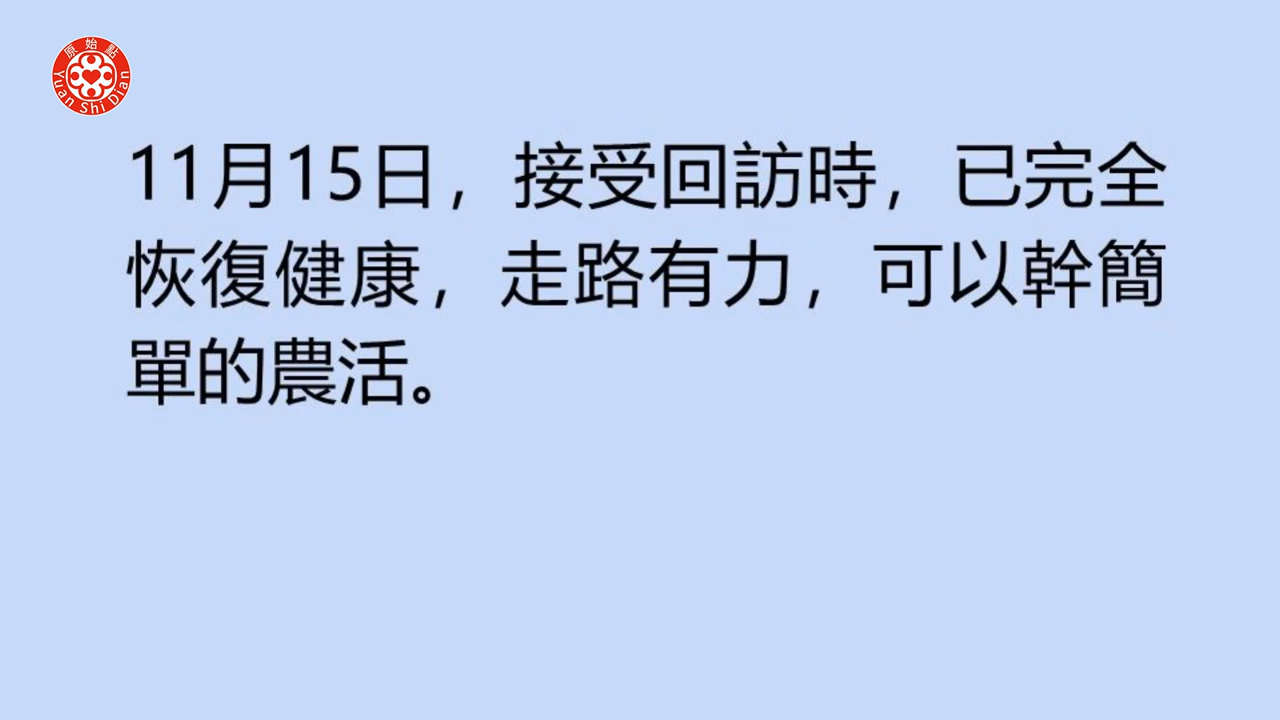 原始點
Yuan Shi Dian
11月15日，接受回訪時，已完全
恢復健康，走路有力，可以幹簡
單的農活。